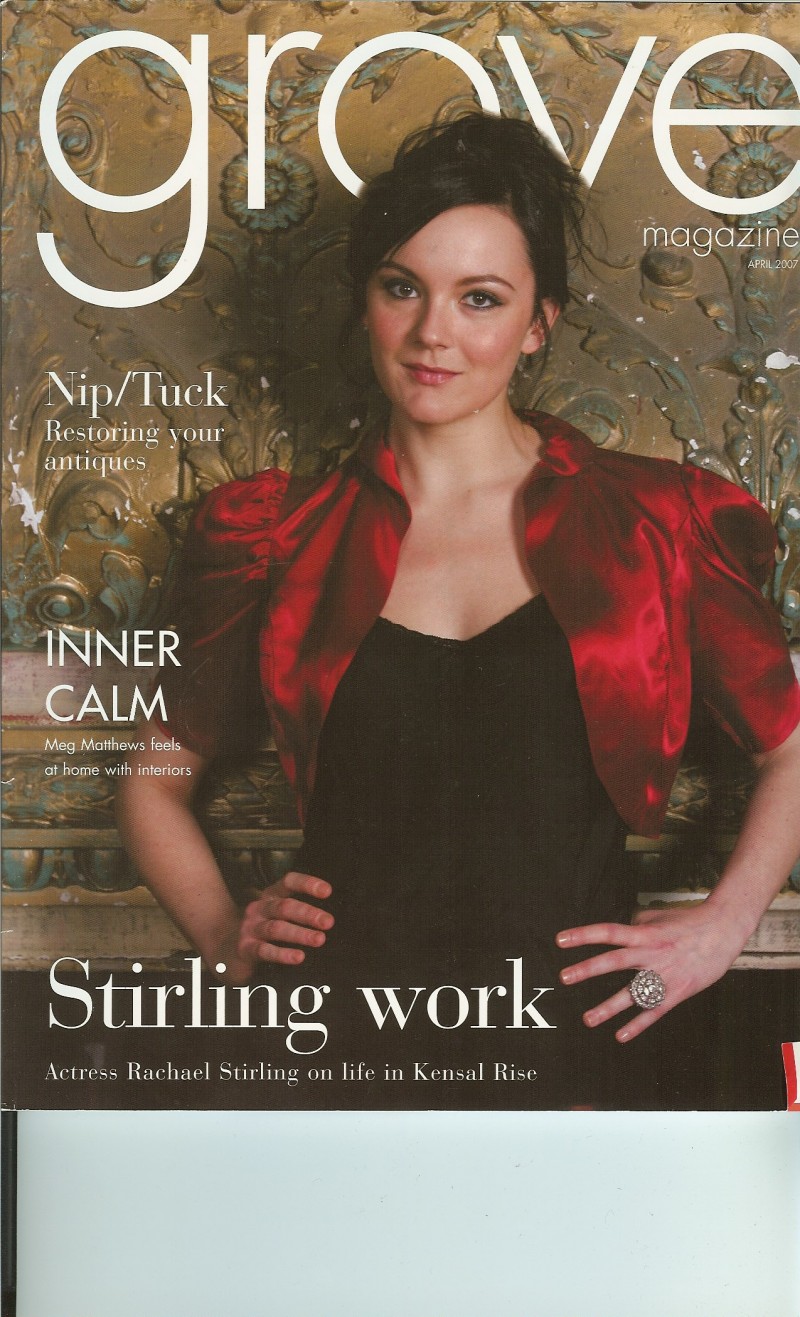 grove
magazine
APRIL 2007
Nip/Tuck
Restoring your
antiques
INNER
CALM
Meg Matthews feels
at home with interiors
Stirling work
Actress Rachael Stirling on life in Kensal Rise